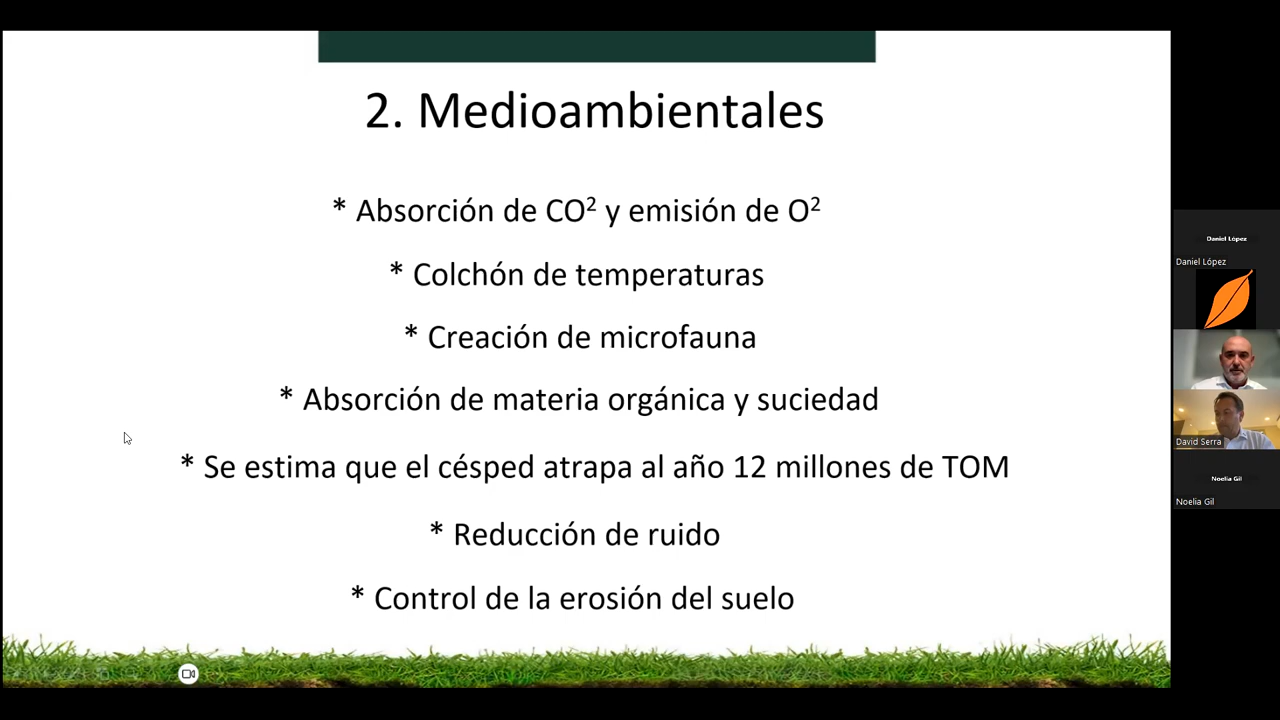 2. Medioambientales
* Absorción de CO² y emisión de O²
* Colchón de temperaturas
* Creación de microfauna
* Absorción de materia orgánica y suciedad
* Se estima que el césped atrapa al año 12 millones de TOM
* Reducción de ruido
* Control de la erosión del suelo
Daniel López
Daniel López
David Serra
Noelia Gil
Noelia Gil